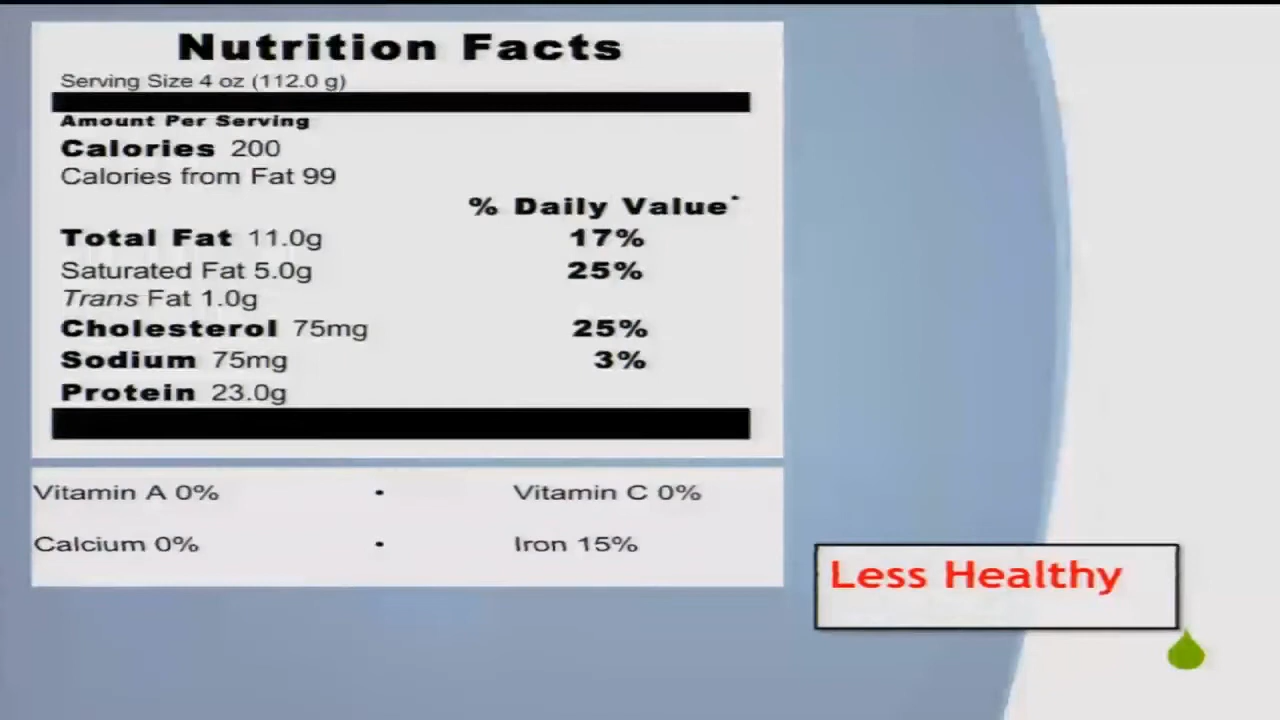 Nutrition Facts
Serving Size 4 oz (112.0 g)
Amount Per Serving
Calories 200
Calories from Fat 99
% Daily Value*
Total Fat 11.0g 17%
Saturated Fat 5.0g 25%
Trans Fat 1.0g
Cholesterol 75mg 25%
Sodium 75mg 3%
Protein 23.0g
Vitamin A 0% • Vitamin C 0%
Calcium 0% • Iron 15%
Less Healthy